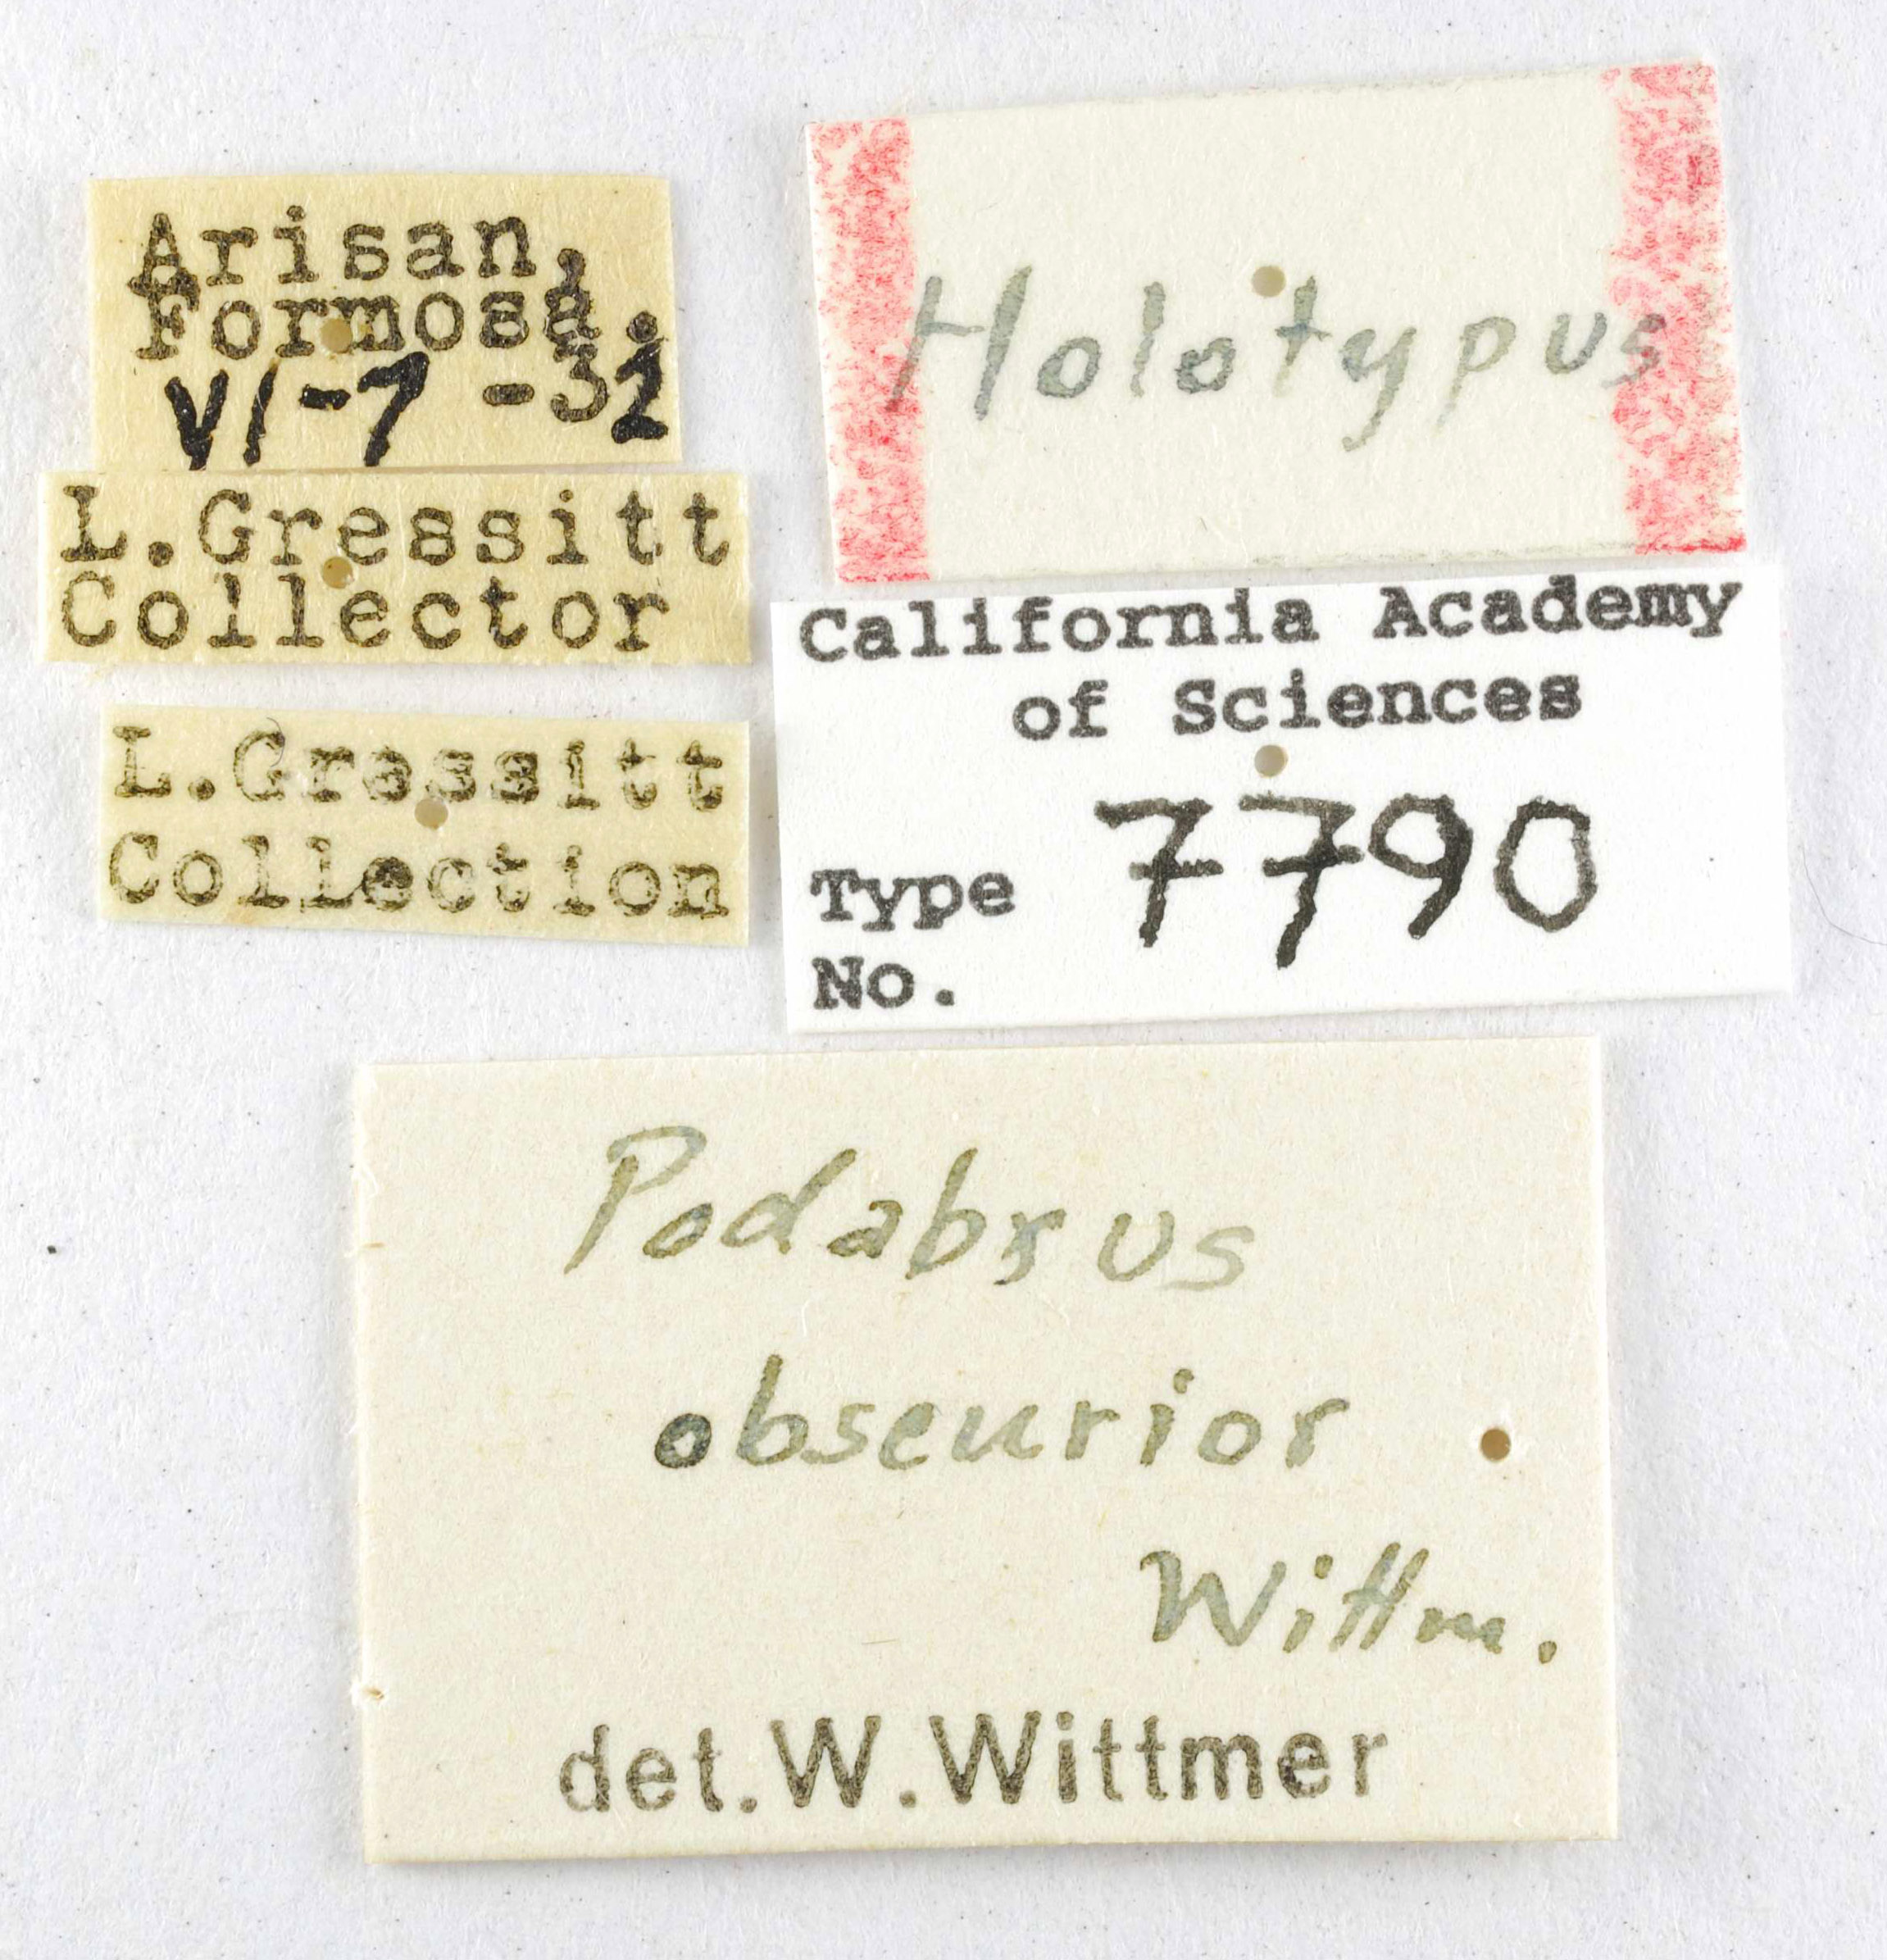 Arisan,
Formosa.
VI-7 -32
L.Gressitt
Collector
L.Gressitt
Collection
Holotypus
California Academy
of Sciences
Type 7790
No.
Podabrus
obscurior
Wittm.
det.W.Wittmer